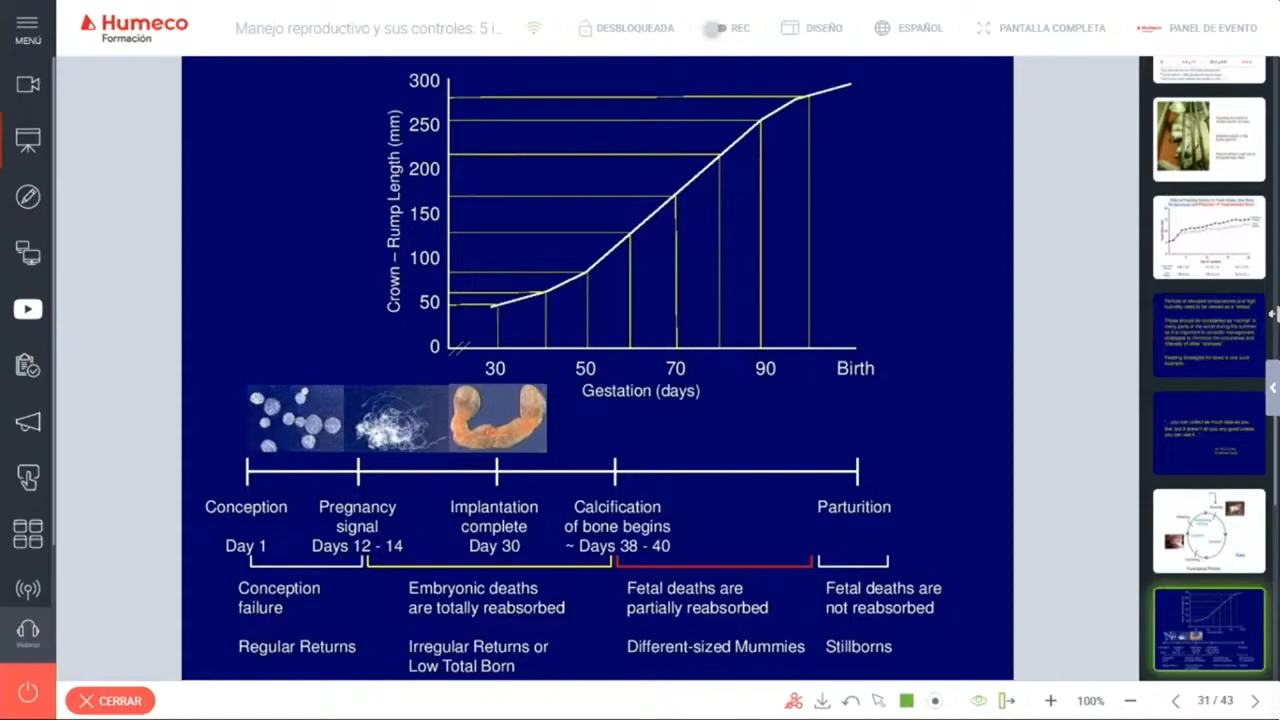 MENÚ
Humeco
Formación
Manejo reproductivo y sus controles: 5 i...
DESBLOQUEADA
REC
DISEÑO
ESPAÑOL
PANTALLA COMPLETA
PANEL DE EVENTO
Crown – Rump Length (mm)
300
250
200
150
100
50
0
30 50 70 90 Birth
Gestation (days)
Conception
Day 1
Pregnancy
signal
Days 12 - 14
Implantation
complete
Day 30
Calcification
of bone begins
~ Days 38 - 40
Parturition
Conception
failure
Regular Returns
Embryonic deaths
are totally reabsorbed
Irregular Returns or
Low Total Born
Fetal deaths are
partially reabsorbed
Different-sized Mummies
Fetal deaths are
not reabsorbed
Stillborns
Webinar
CERRAR
100%
31 / 43